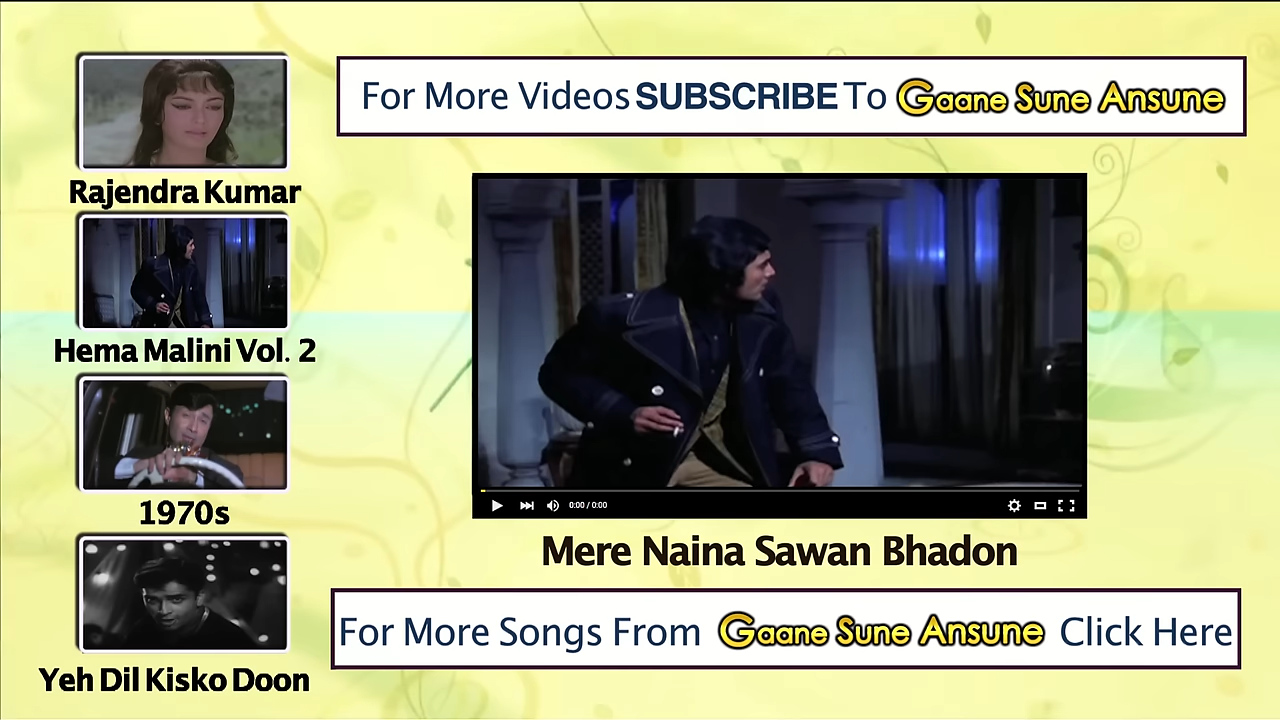 For More Videos SUBSCRIBE To Gaane Sune Ansune
Rajendra Kumar
Hema Malini Vol. 2
1970s
Yeh Dil Kisko Doon
0:00 / 0:00
Mere Naina Sawan Bhadon
For More Songs From Gaane Sune Ansune Click Here